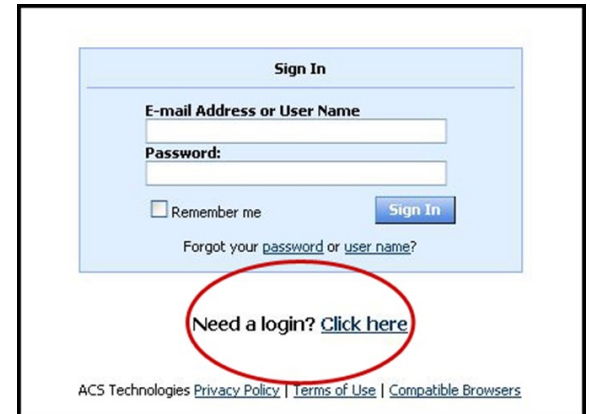 Sign In
E-mail Address or User Name
Password:
Remember me
Sign In
Forgot your password or user name?
Need a login? Click here
ACS Technologies Privacy Policy | Terms of Use | Compatible Browsers